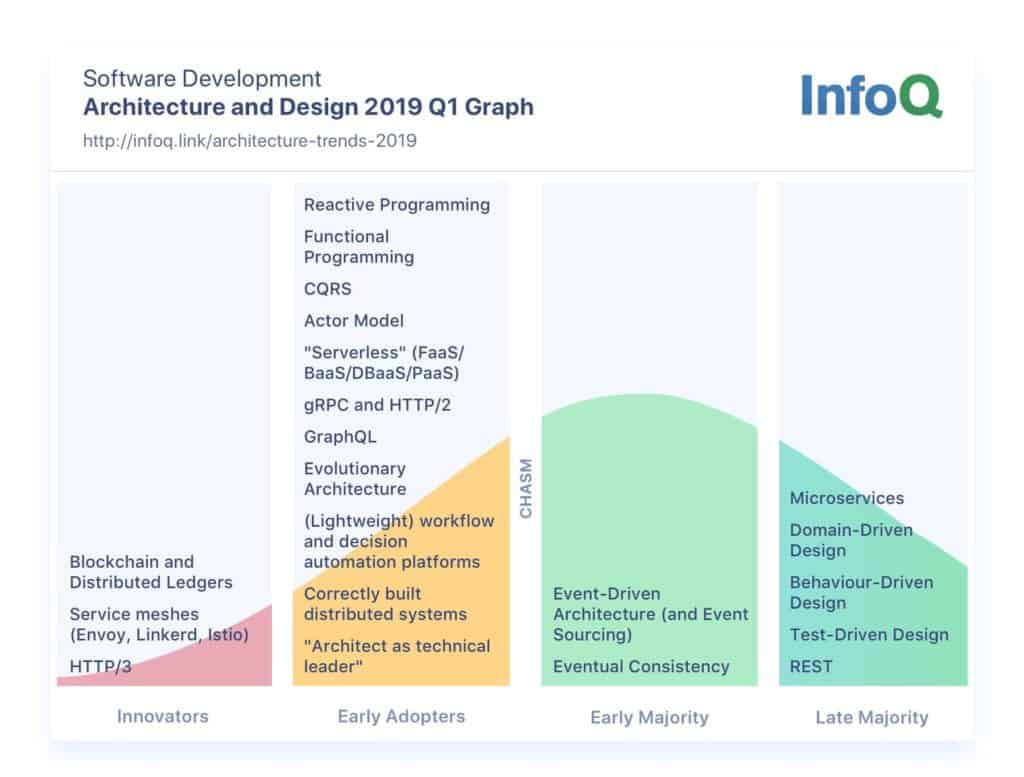 Software Development
Architecture and Design 2019 Q1 Graph
http://infoq.link/architecture-trends-2019
InfoQ
Blockchain and
Distributed Ledgers
Service meshes
(Envoy, Linkerd, Istio)
HTTP/3
Innovators
Reactive Programming
Functional
Programming
CQRS
Actor Model
"Serverless" (FaaS/
BaaS/DBaaS/PaaS)
gRPC and HTTP/2
GraphQL
Evolutionary
Architecture
(Lightweight) workflow
and decision
automation platforms
Correctly built
distributed systems
"Architect as technical
leader"
Early Adopters
CHASM
Event-Driven
Architecture (and Event
Sourcing)
Eventual Consistency
Early Majority
Microservices
Domain-Driven
Design
Behaviour-Driven
Design
Test-Driven Design
REST
Late Majority